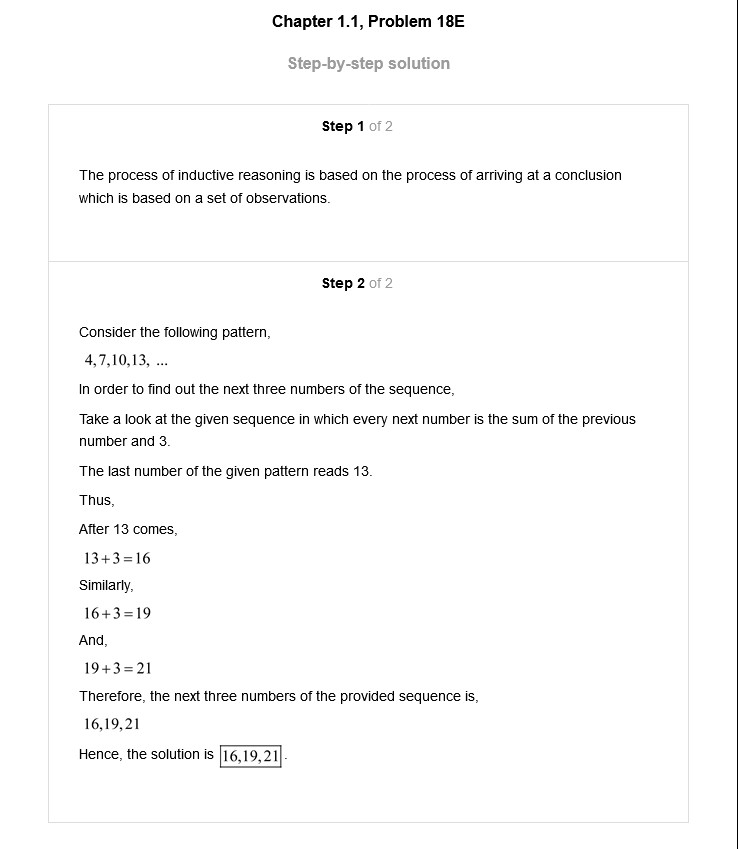 Chapter 1.1, Problem 18E
Step-by-step solution
Step 1 of 2
The process of inductive reasoning is based on the process of arriving at a conclusion
which is based on a set of observations.
Step 2 of 2
Consider the following pattern,
4,7,10,13, ...
In order to find out the next three numbers of the sequence,
Take a look at the given sequence in which every next number is the sum of the previous
number and 3.
The last number of the given pattern reads 13.
Thus,
After 13 comes,
13+3=16
Similarly,
16+3=19
And,
19+3=21
Therefore, the next three numbers of the provided sequence is,
16,19,21
Hence, the solution is 16,19,21.